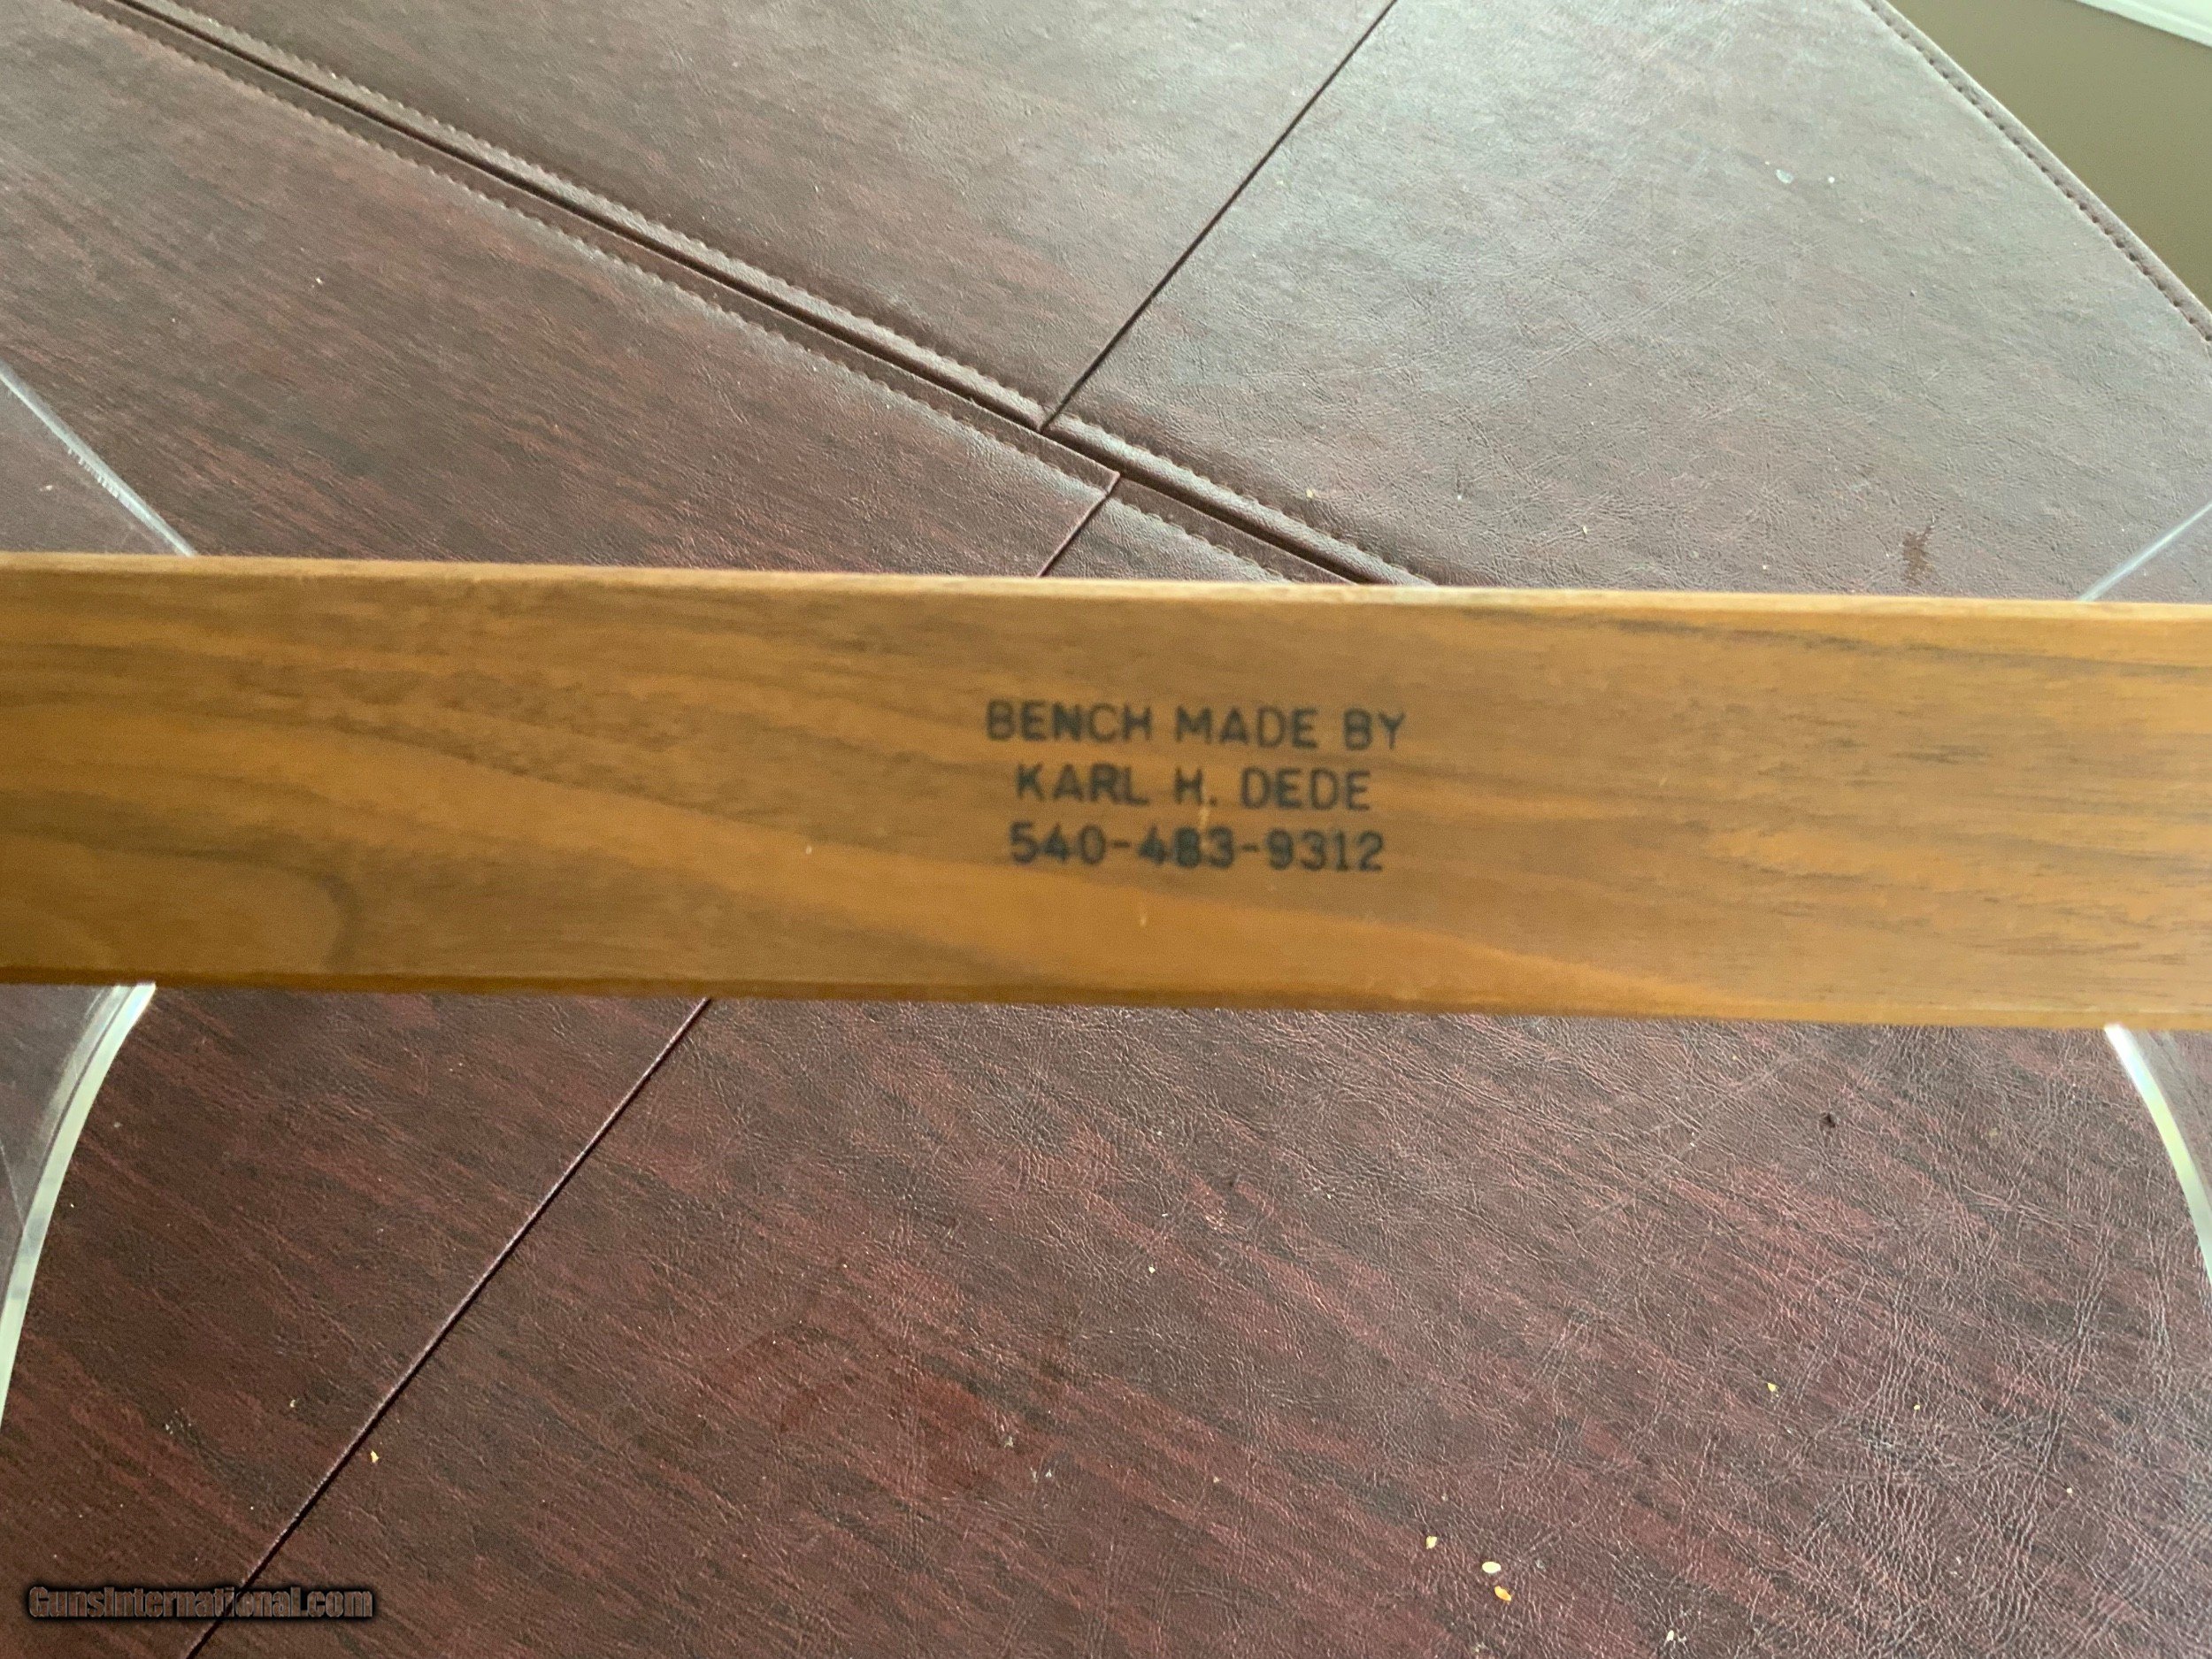 BENCH MADE BY
KARL H. DEDE
540-483-9312
GunsInternational.com